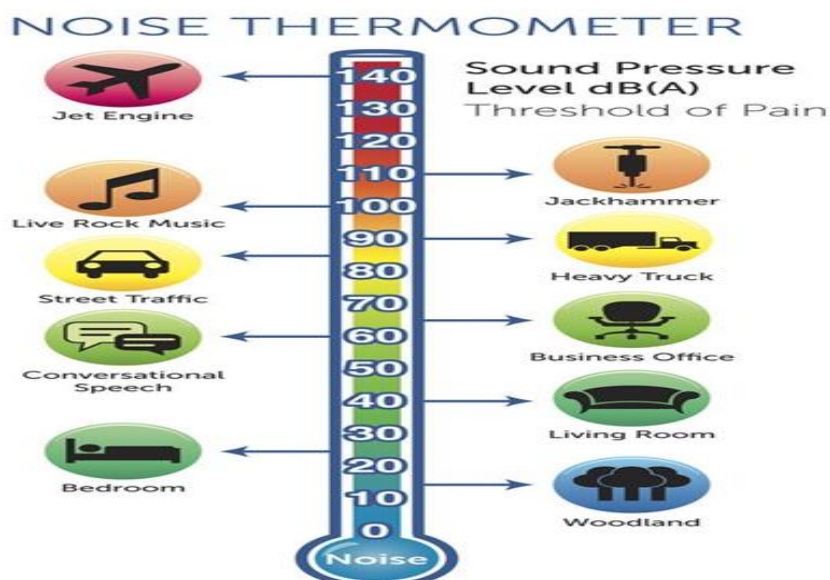 NOISE THERMOMETER
Sound Pressure
Level dB(A)
Threshold of Pain
140
130
120
110
100
90
80
70
60
50
40
30
20
10
0
Noise
Jet Engine
Live Rock Music
Street Traffic
Conversational
Speech
Bedroom
Jackhammer
Heavy Truck
Business Office
Living Room
Woodland